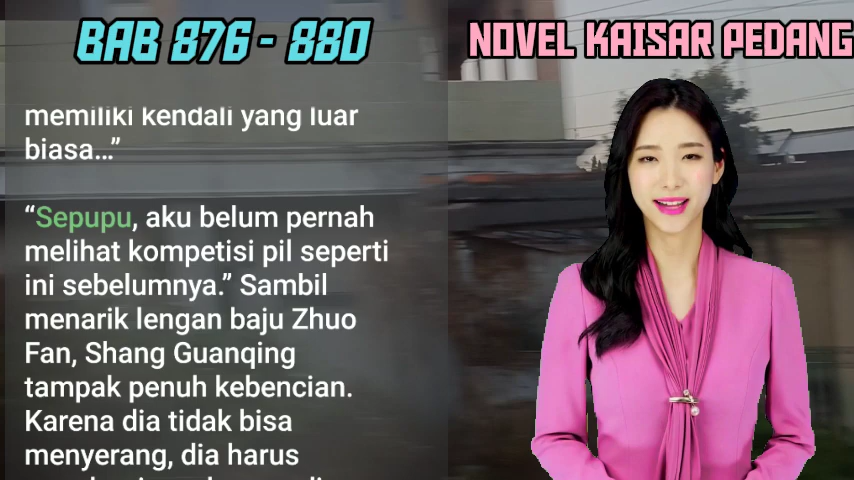 BAB 876 - 880
NOVEL KAISAR PEDANG
memiliki kendali yang luar
biasa...”
“Sepupu, aku belum pernah
melihat kompetisi pil seperti
ini sebelumnya.” Sambil
menarik lengan baju Zhuo
Fan, Shang Guanqing
tampak penuh kebencian.
Karena dia tidak bisa
menyerang, dia harus